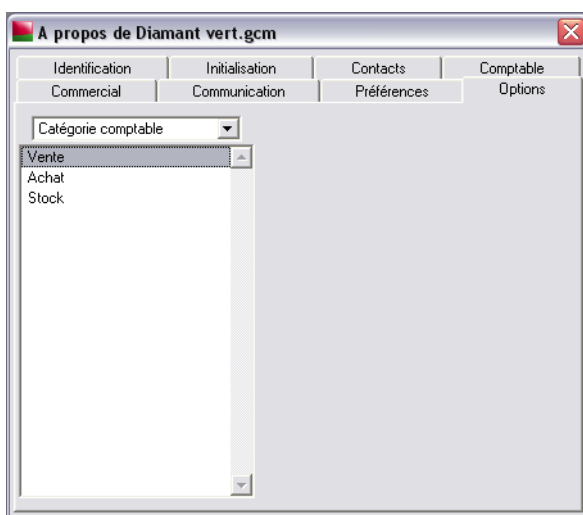 A propos de Diamant vert.gcm
Identification Initialisation Contacts Comptable
Commercial Communication Préférences Options
Catégorie comptable
Vente
Achat
Stock